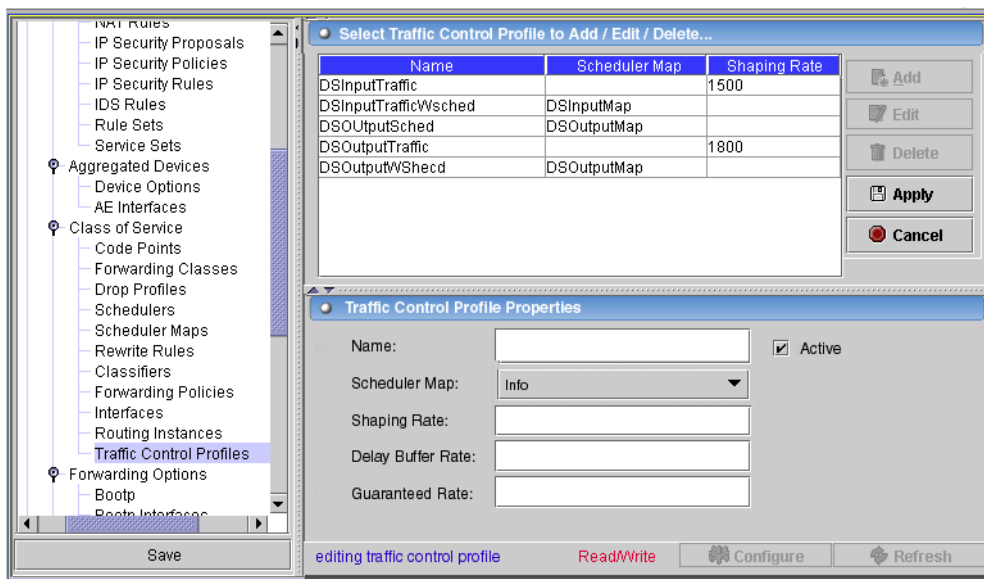 NAT Rules
IP Security Proposals
IP Security Policies
IP Security Rules
IDS Rules
Rule Sets
Service Sets
Aggregated Devices
Device Options
AE Interfaces
Class of Service
Code Points
Forwarding Classes
Drop Profiles
Schedulers
Scheduler Maps
Rewrite Rules
Classifiers
Forwarding Policies
Interfaces
Routing Instances
Traffic Control Profiles
Forwarding Options
Bootp
Bootp Interfaces
Save
Select Traffic Control Profile to Add / Edit / Delete...
Name Scheduler Map Shaping Rate
DSInputTraffic 1500
DSInputTrafficWsched DSInputMap
DSOUtputSched DSOutputMap
DSOutputTraffic 1800
DSOutputWShecd DSOutputMap
Add
Edit
Delete
Apply
Cancel
Traffic Control Profile Properties
Name: Active
Scheduler Map: Info
Shaping Rate:
Delay Buffer Rate:
Guaranteed Rate:
editing traffic control profile Read/Write Configure Refresh